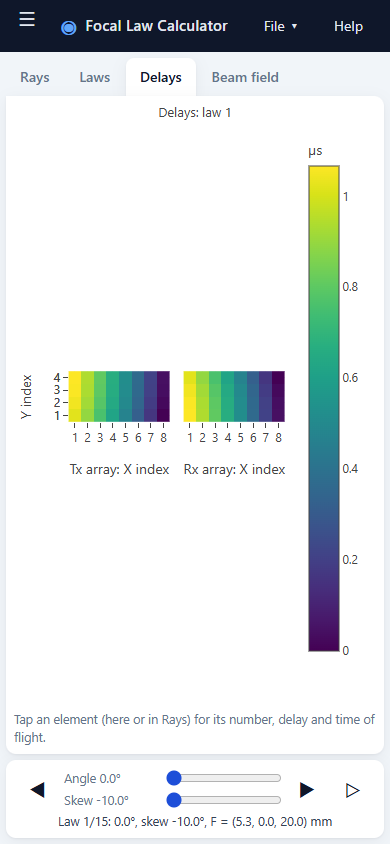 ☰ Focal Law Calculator File ▾ Help
Rays Laws Delays Beam field
Delays: law 1
µs
1
0.8
0.6
0.4
0.2
0
Y index
4
3
2
1
1 2 3 4 5 6 7 8 1 2 3 4 5 6 7 8
Tx array: X index Rx array: X index
Tap an element (here or in Rays) for its number, delay and time of
flight.
Angle 0.0°
Skew -10.0°
Law 1/15: 0.0°, skew -10.0°, F = (5.3, 0.0, 20.0) mm